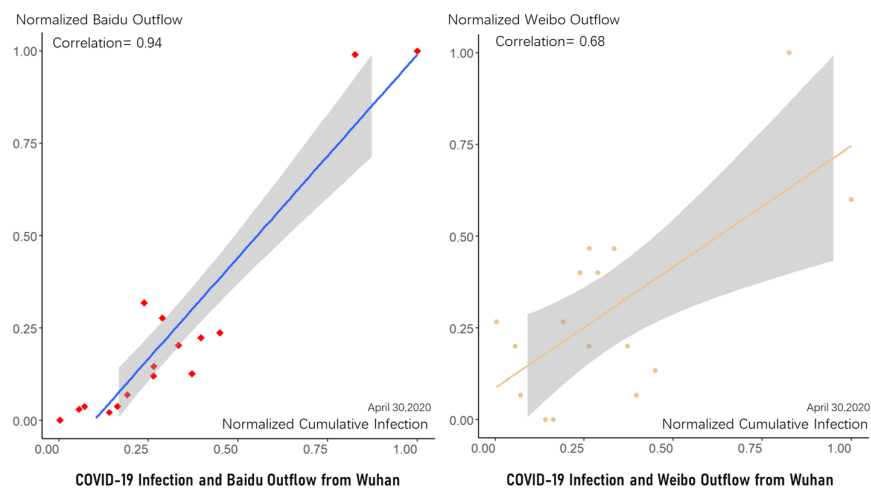 Normalized Baidu Outflow
Correlation= 0.94
1.00
0.75
0.50
0.25
0.00
April 30,2020
Normalized Cumulative Infection
0.00 0.25 0.50 0.75 1.00
COVID-19 Infection and Baidu Outflow from Wuhan
Normalized Weibo Outflow
Correlation= 0.68
1.00
0.75
0.50
0.25
0.00
April 30,2020
Normalized Cumulative Infection
0.00 0.25 0.50 0.75 1.00
COVID-19 Infection and Weibo Outflow from Wuhan